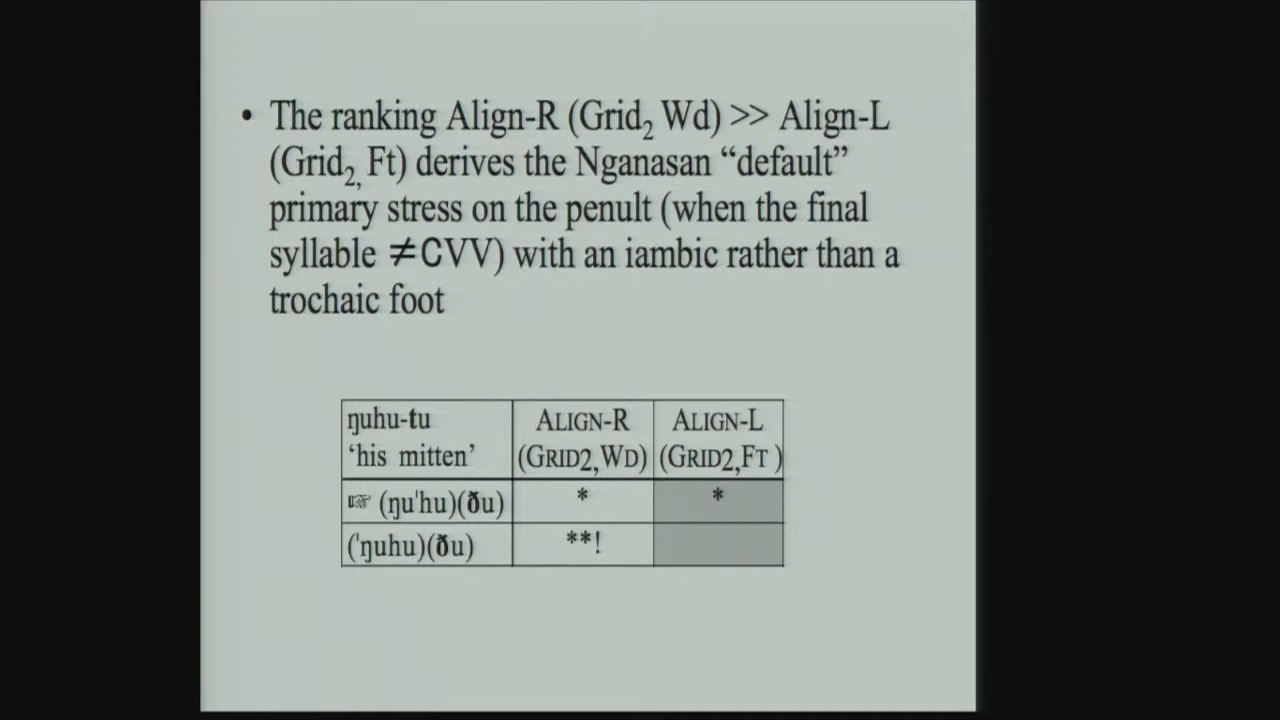 • The ranking Align-R (Grid₂ Wd) >> Align-L
(Grid₂, Ft) derives the Nganasan “default”
primary stress on the penult (when the final
syllable ≠CVV) with an iambic rather than a
trochaic foot
ŋuhu-tu ALIGN-R ALIGN-L
‘his mitten’ (GRID2,WD) (GRID2,FT )
☞ (ŋuˈhu)(ðu) * *
(ˈŋuhu)(ðu) **!